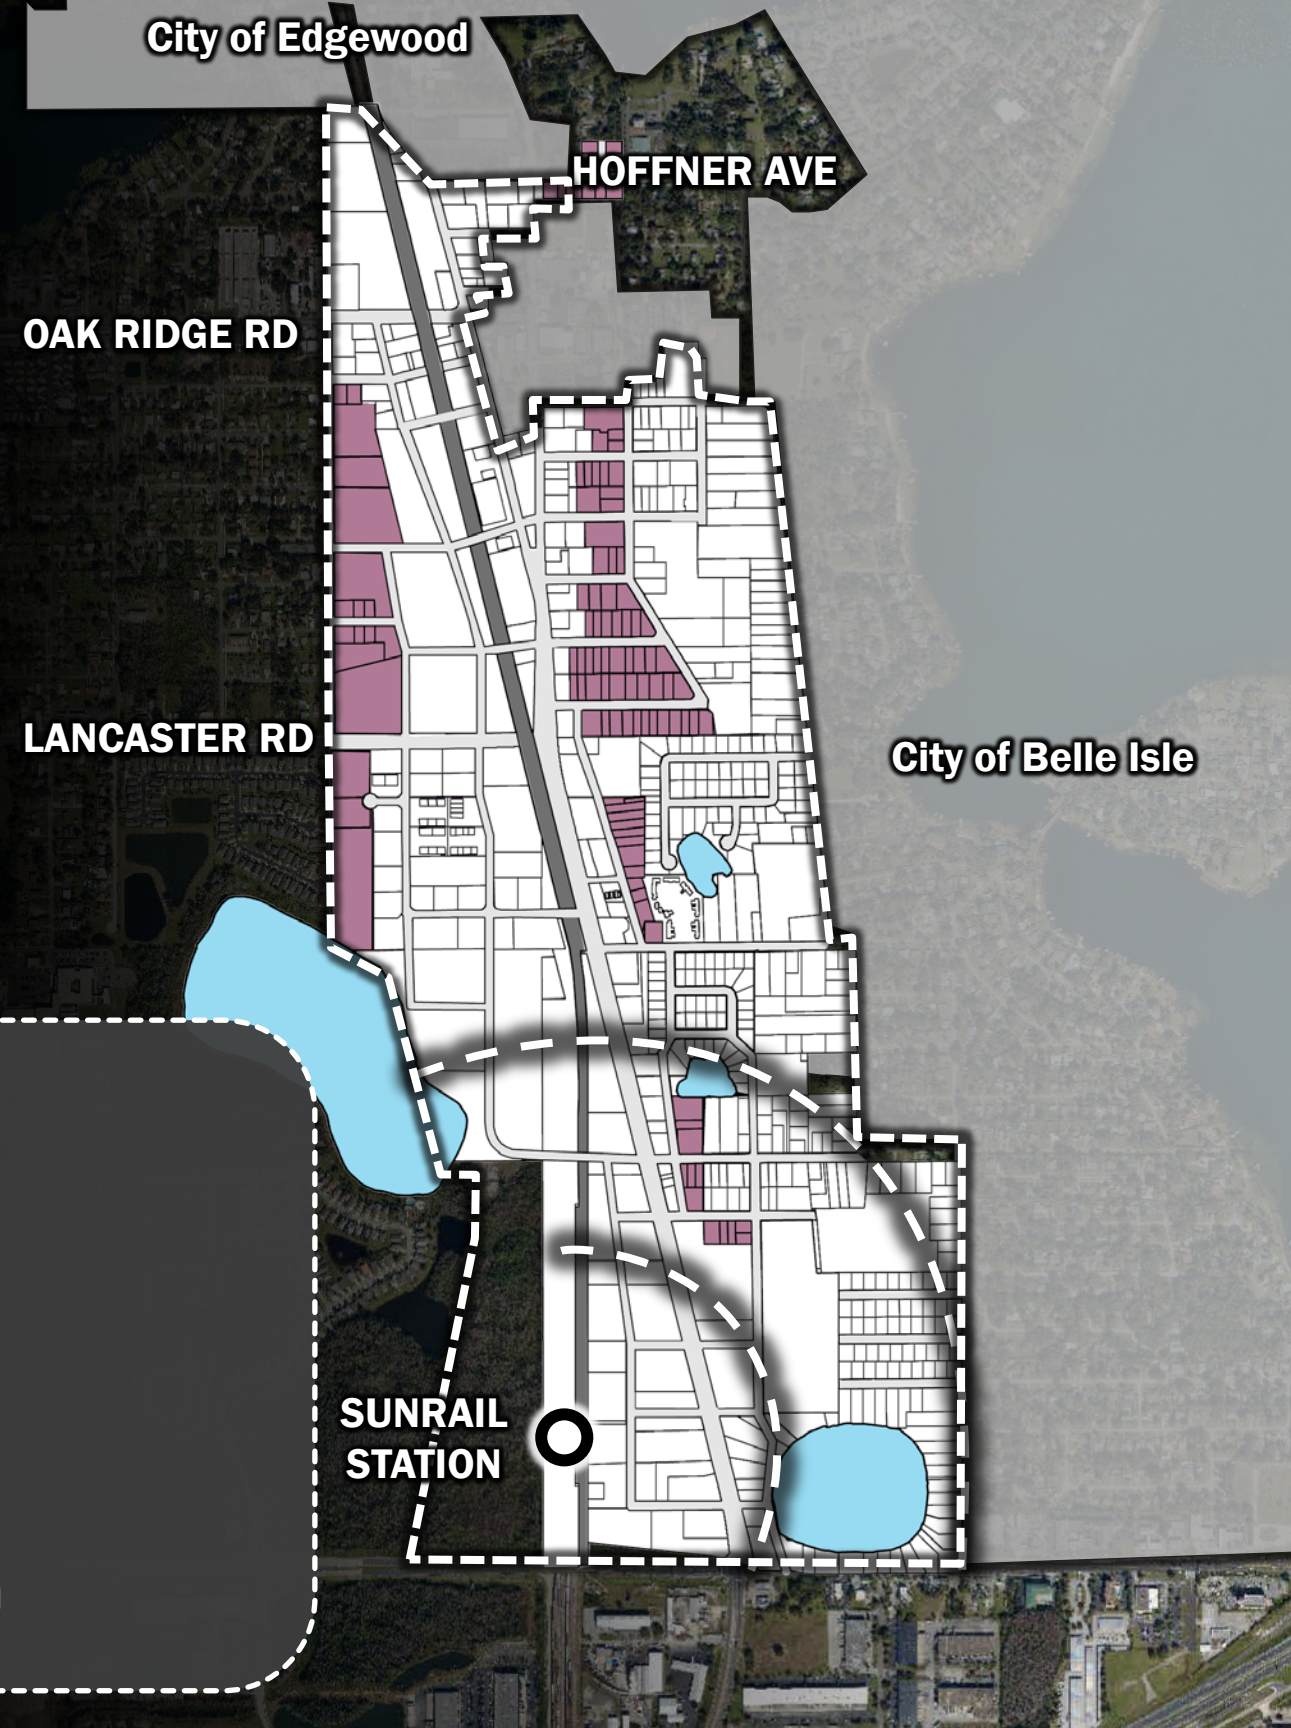 City of Edgewood
HOFFNER AVE
OAK RIDGE RD
LANCASTER RD
City of Belle Isle
SUNRAIL
STATION